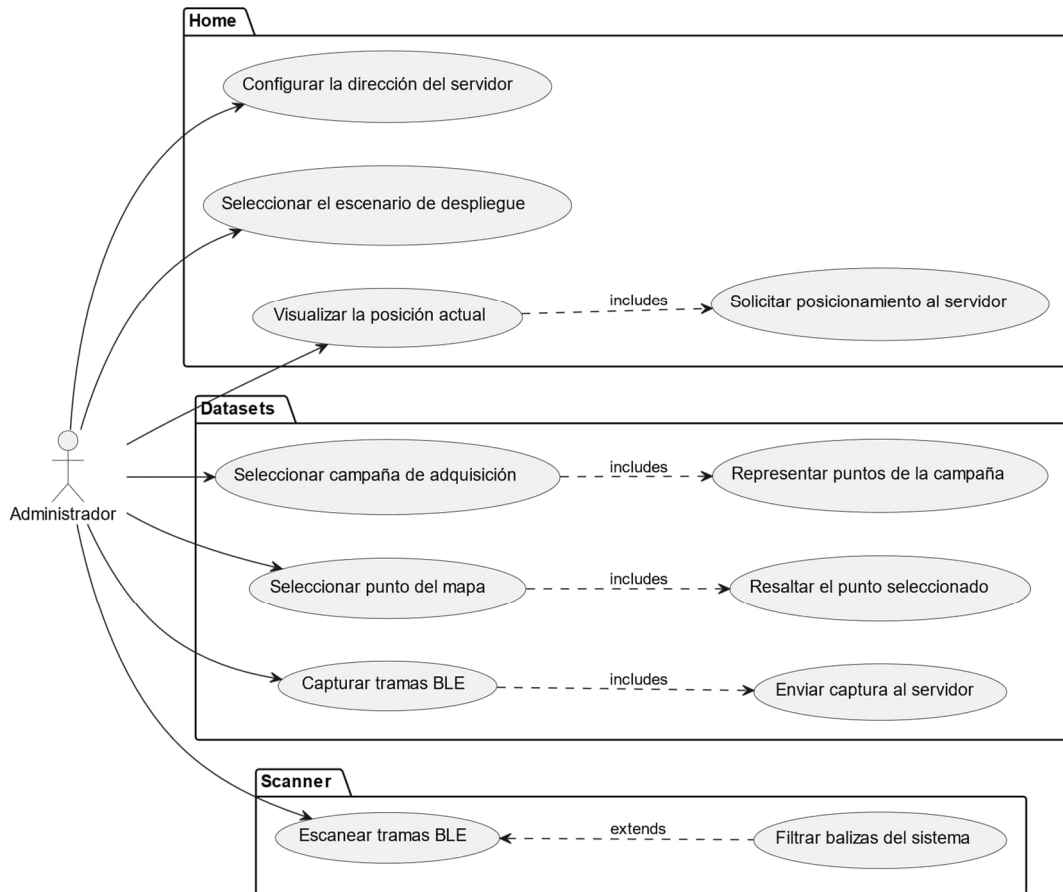 Home
Configurar la dirección del servidor
Seleccionar el escenario de despliegue
Visualizar la posición actual
includes
Solicitar posicionamiento al servidor
Datasets
Seleccionar campaña de adquisición
includes
Representar puntos de la campaña
Administrador
Seleccionar punto del mapa
includes
Resaltar el punto seleccionado
Capturar tramas BLE
includes
Enviar captura al servidor
Scanner
Escanear tramas BLE
extends
Filtrar balizas del sistema